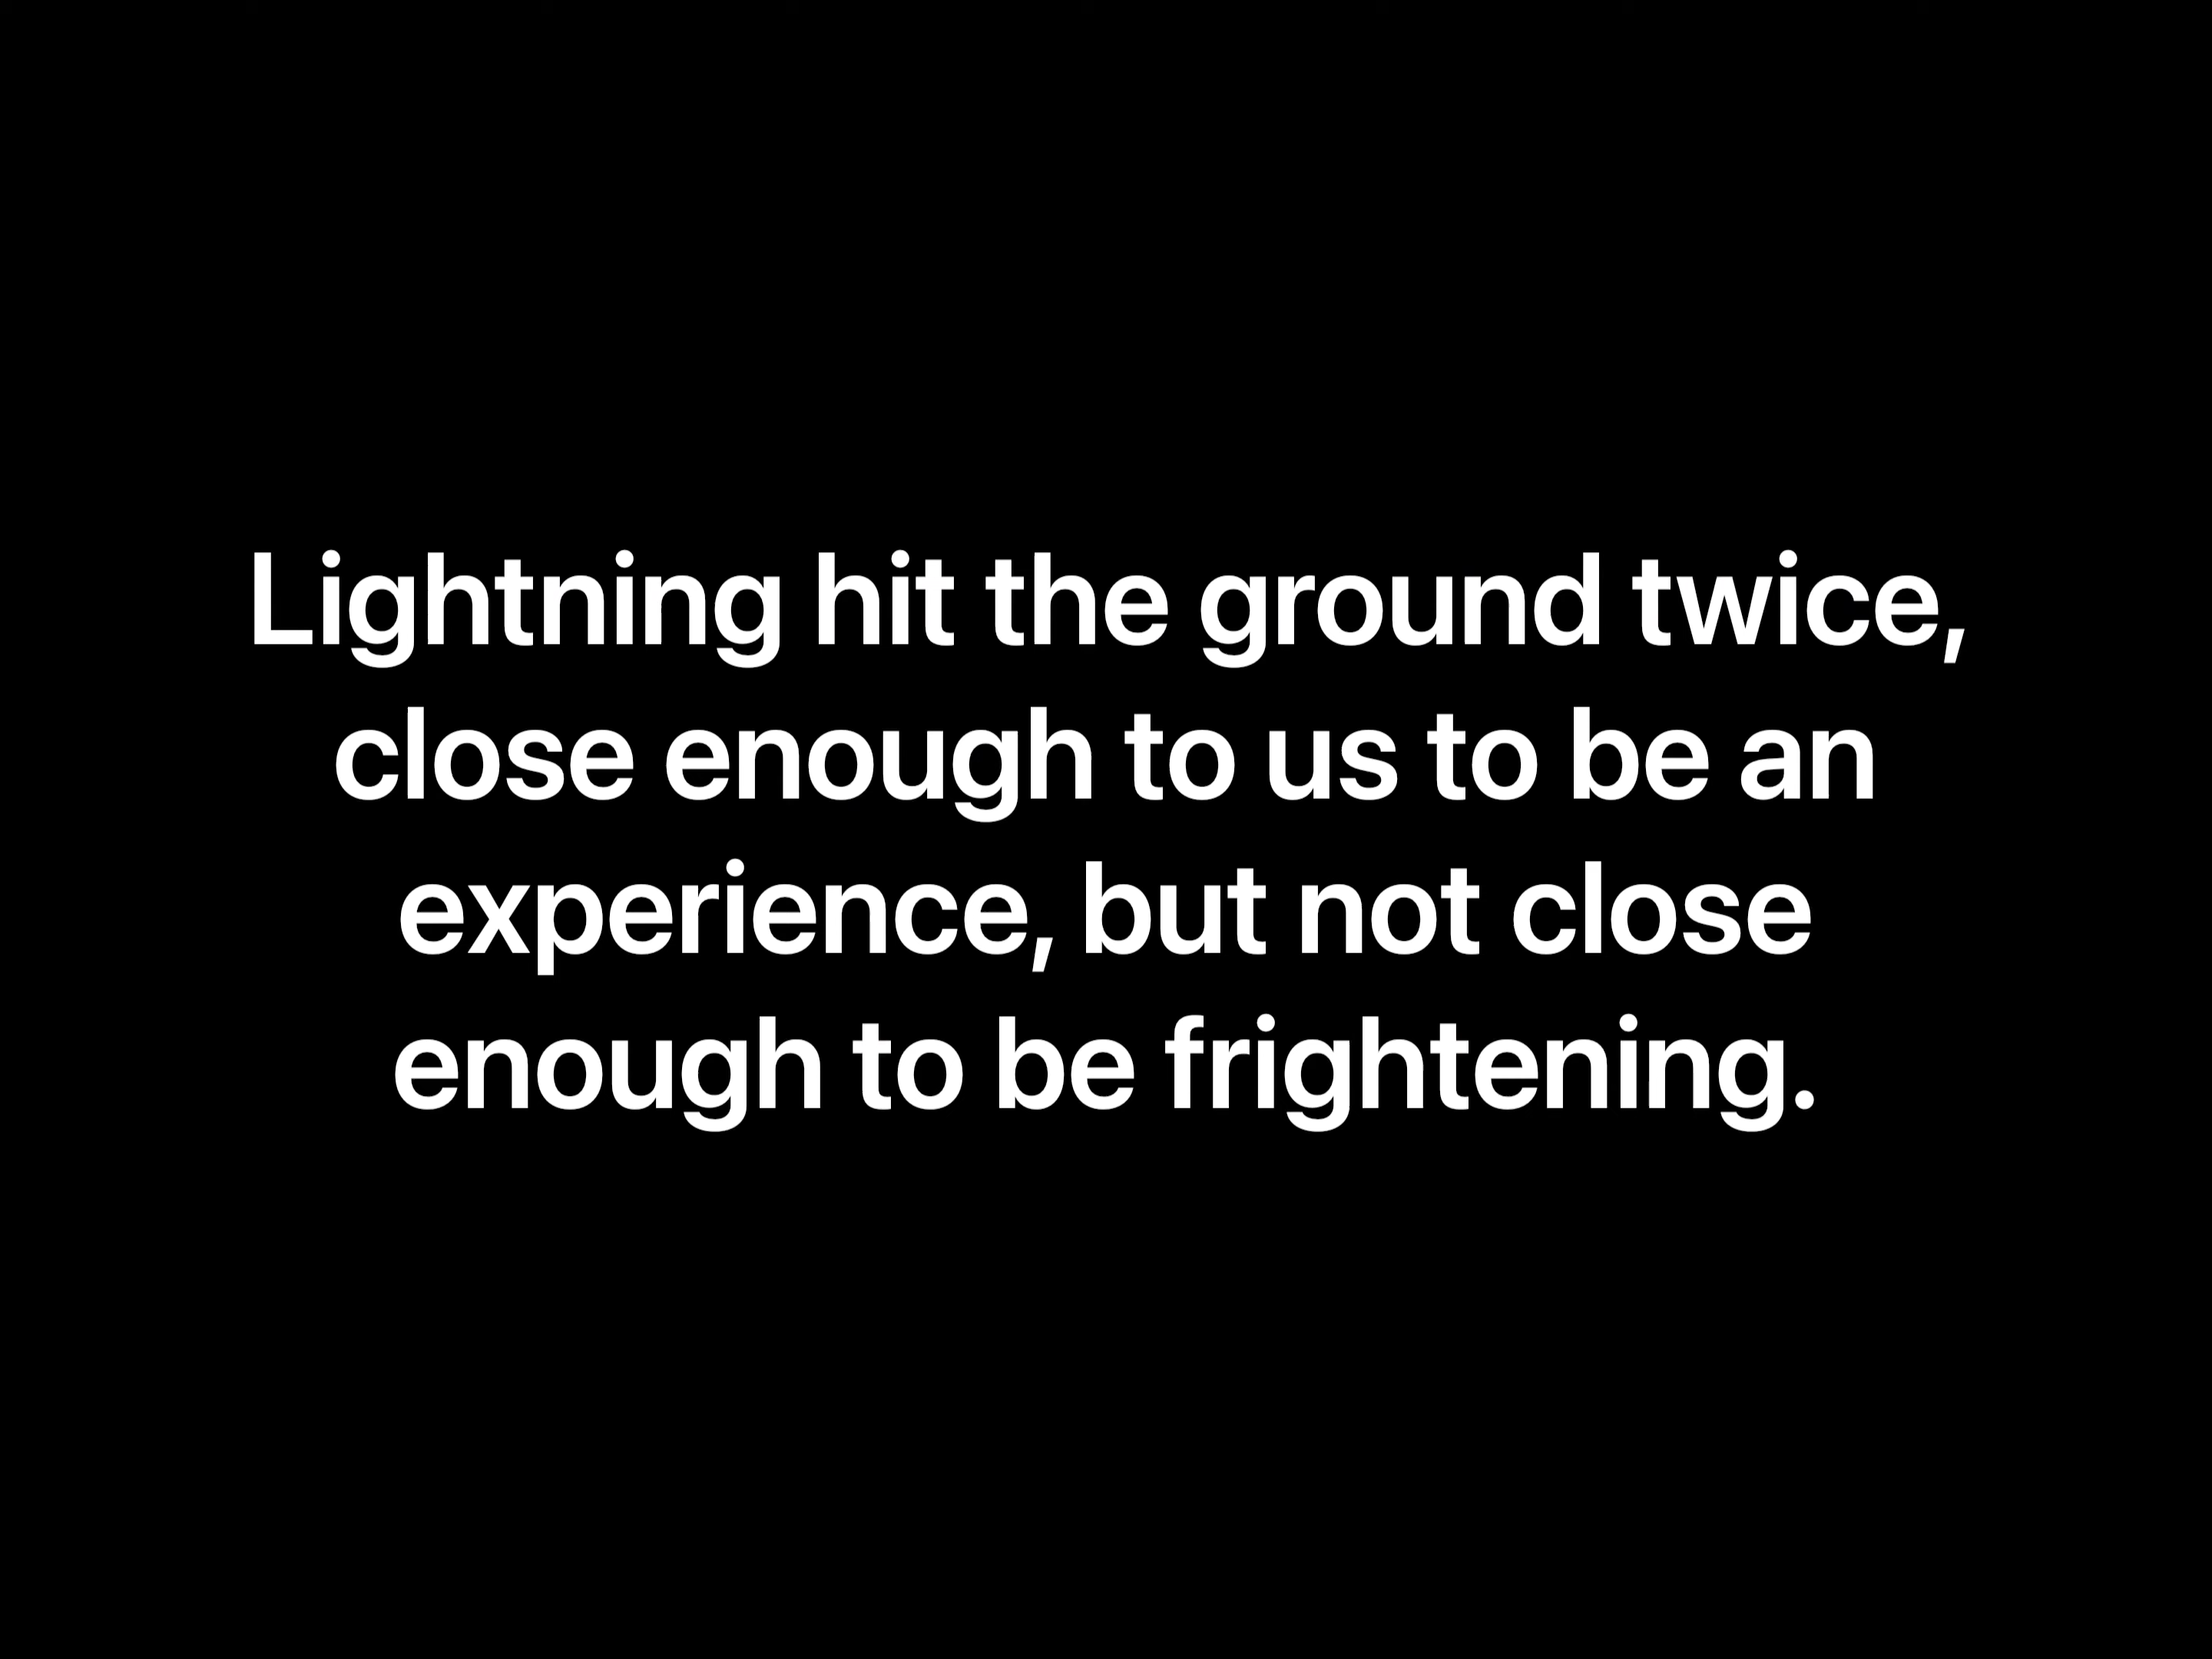 Lightning hit the ground twice,
close enough to us to be an
experience, but not close
enough to be frightening.